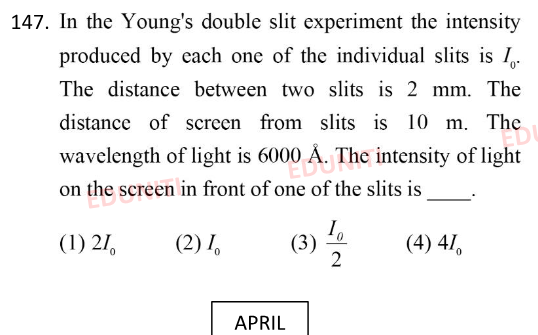 147. In the Young's double slit experiment the intensity
produced by each one of the individual slits is I₀.
The distance between two slits is 2 mm. The
distance of screen from slits is 10 m. The
wavelength of light is 6000 Å. The intensity of light
on the screen in front of one of the slits is ____.
(1) 2I₀ (2) I₀ (3) I₀/2 (4) 4I₀
APRIL
EDUNITI
EDUNITI
EDU